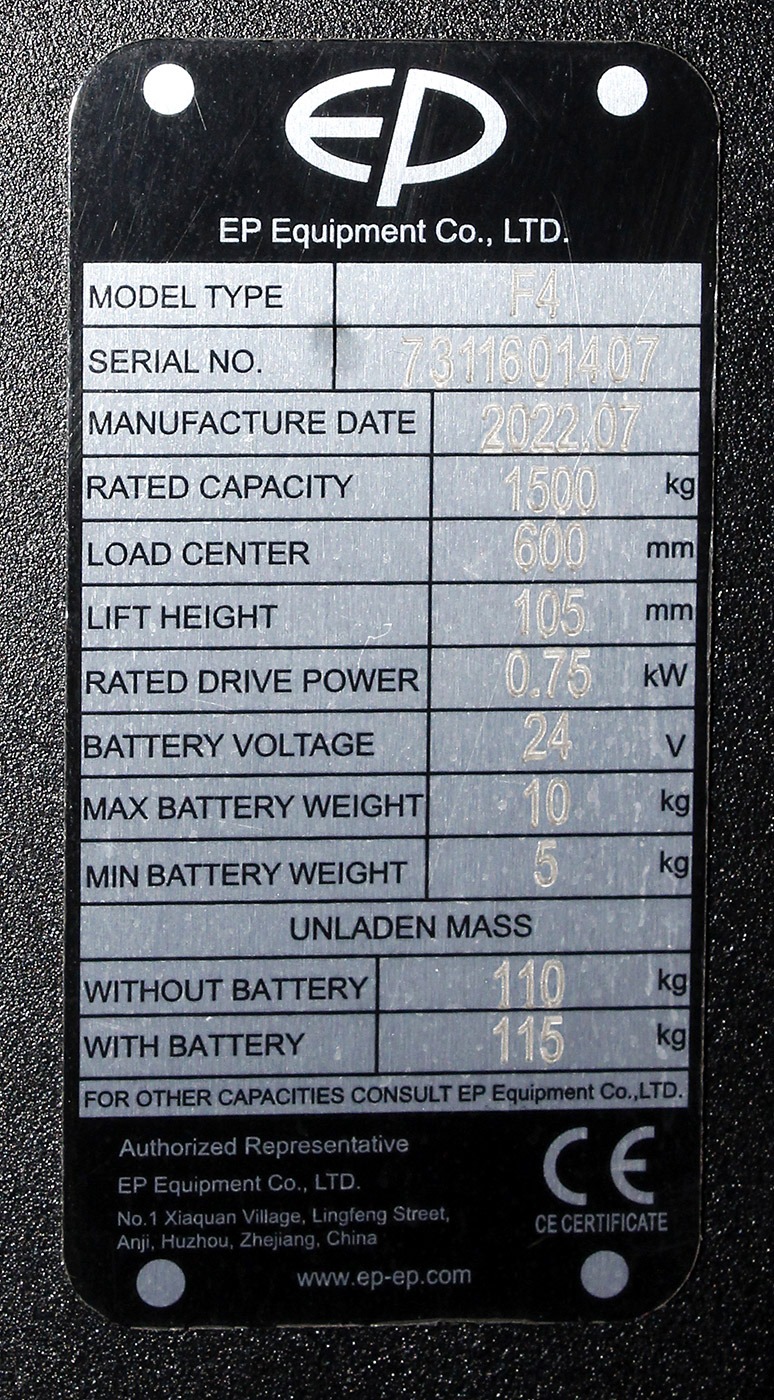 EP
EP Equipment Co., LTD.
MODEL TYPE F4
SERIAL NO. 7311601407
MANUFACTURE DATE 2022.07
RATED CAPACITY 1500 kg
LOAD CENTER 600 mm
LIFT HEIGHT 105 mm
RATED DRIVE POWER 0.75 kW
BATTERY VOLTAGE 24 V
MAX BATTERY WEIGHT 10 kg
MIN BATTERY WEIGHT 5 kg
UNLADEN MASS
WITHOUT BATTERY 110 kg
WITH BATTERY 115 kg
FOR OTHER CAPACITIES CONSULT EP Equipment Co.,LTD.
Authorized Representative
EP Equipment Co., LTD.
No.1 Xiaquan Village, Lingfeng Street,
Anji, Huzhou, Zhejiang, China
CE
CE CERTIFICATE
www.ep-ep.com